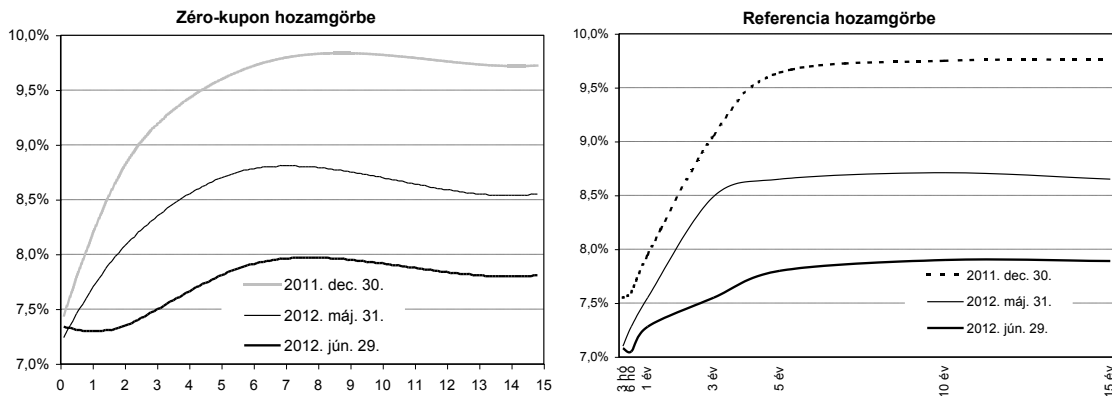 Zéro-kupon hozamgörbe
10,0%
9,5%
9,0%
8,5%
8,0%
7,5%
7,0%
0 1 2 3 4 5 6 7 8 9 10 11 12 13 14 15
2011. dec. 30.
2012. máj. 31.
2012. jún. 29.
Referencia hozamgörbe
10,0%
9,5%
9,0%
8,5%
8,0%
7,5%
7,0%
3 hó
6 hó
1 év
3 év
5 év
10 év
15 év
2011. dec. 30.
2012. máj. 31.
2012. jún. 29.